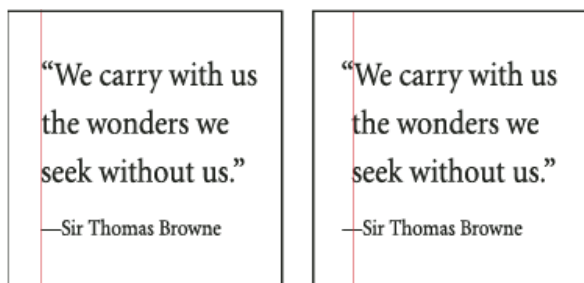 “We carry with us
the wonders we
seek without us.”
—Sir Thomas Browne
“We carry with us
the wonders we
seek without us.”
—Sir Thomas Browne